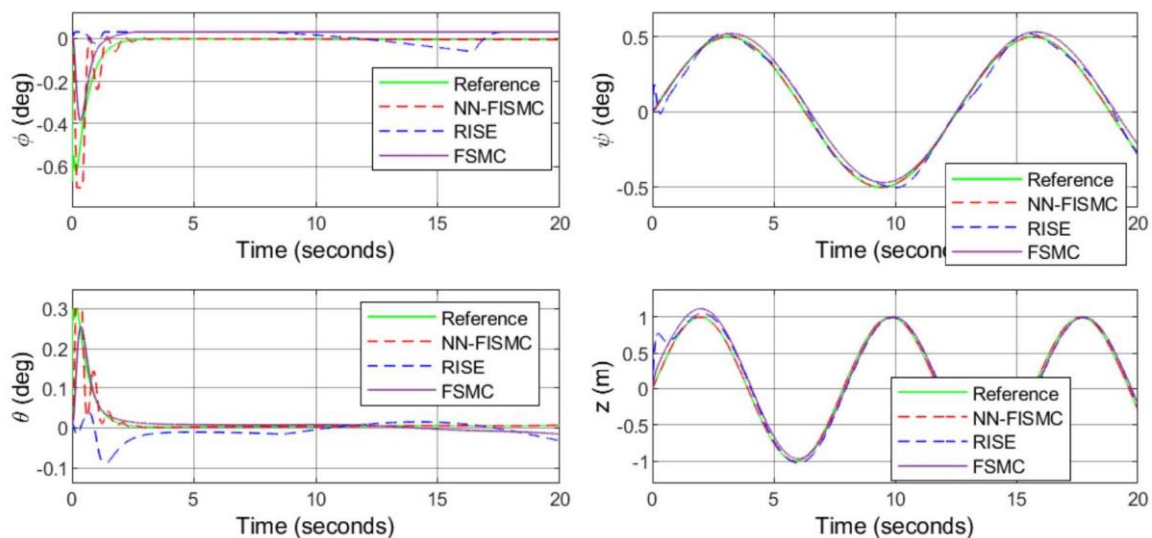 0
-0.2
-0.4
-0.6
ϕ (deg)
Reference
NN-FISMC
RISE
FSMC
0 5 10 15 20
Time (seconds)
0.5
0
-0.5
ψ (deg)
Reference
NN-FISMC
RISE
FSMC
0 5 10 15 20
Time (secon
0.3
0.2
0.1
0
-0.1
θ (deg)
Reference
NN-FISMC
RISE
FSMC
0 5 10 15 20
Time (seconds)
1
0.5
0
-0.5
-1
z (m)
Reference
NN-FISMC
RISE
FSMC
0 5 10 15 20
Time (seconds)